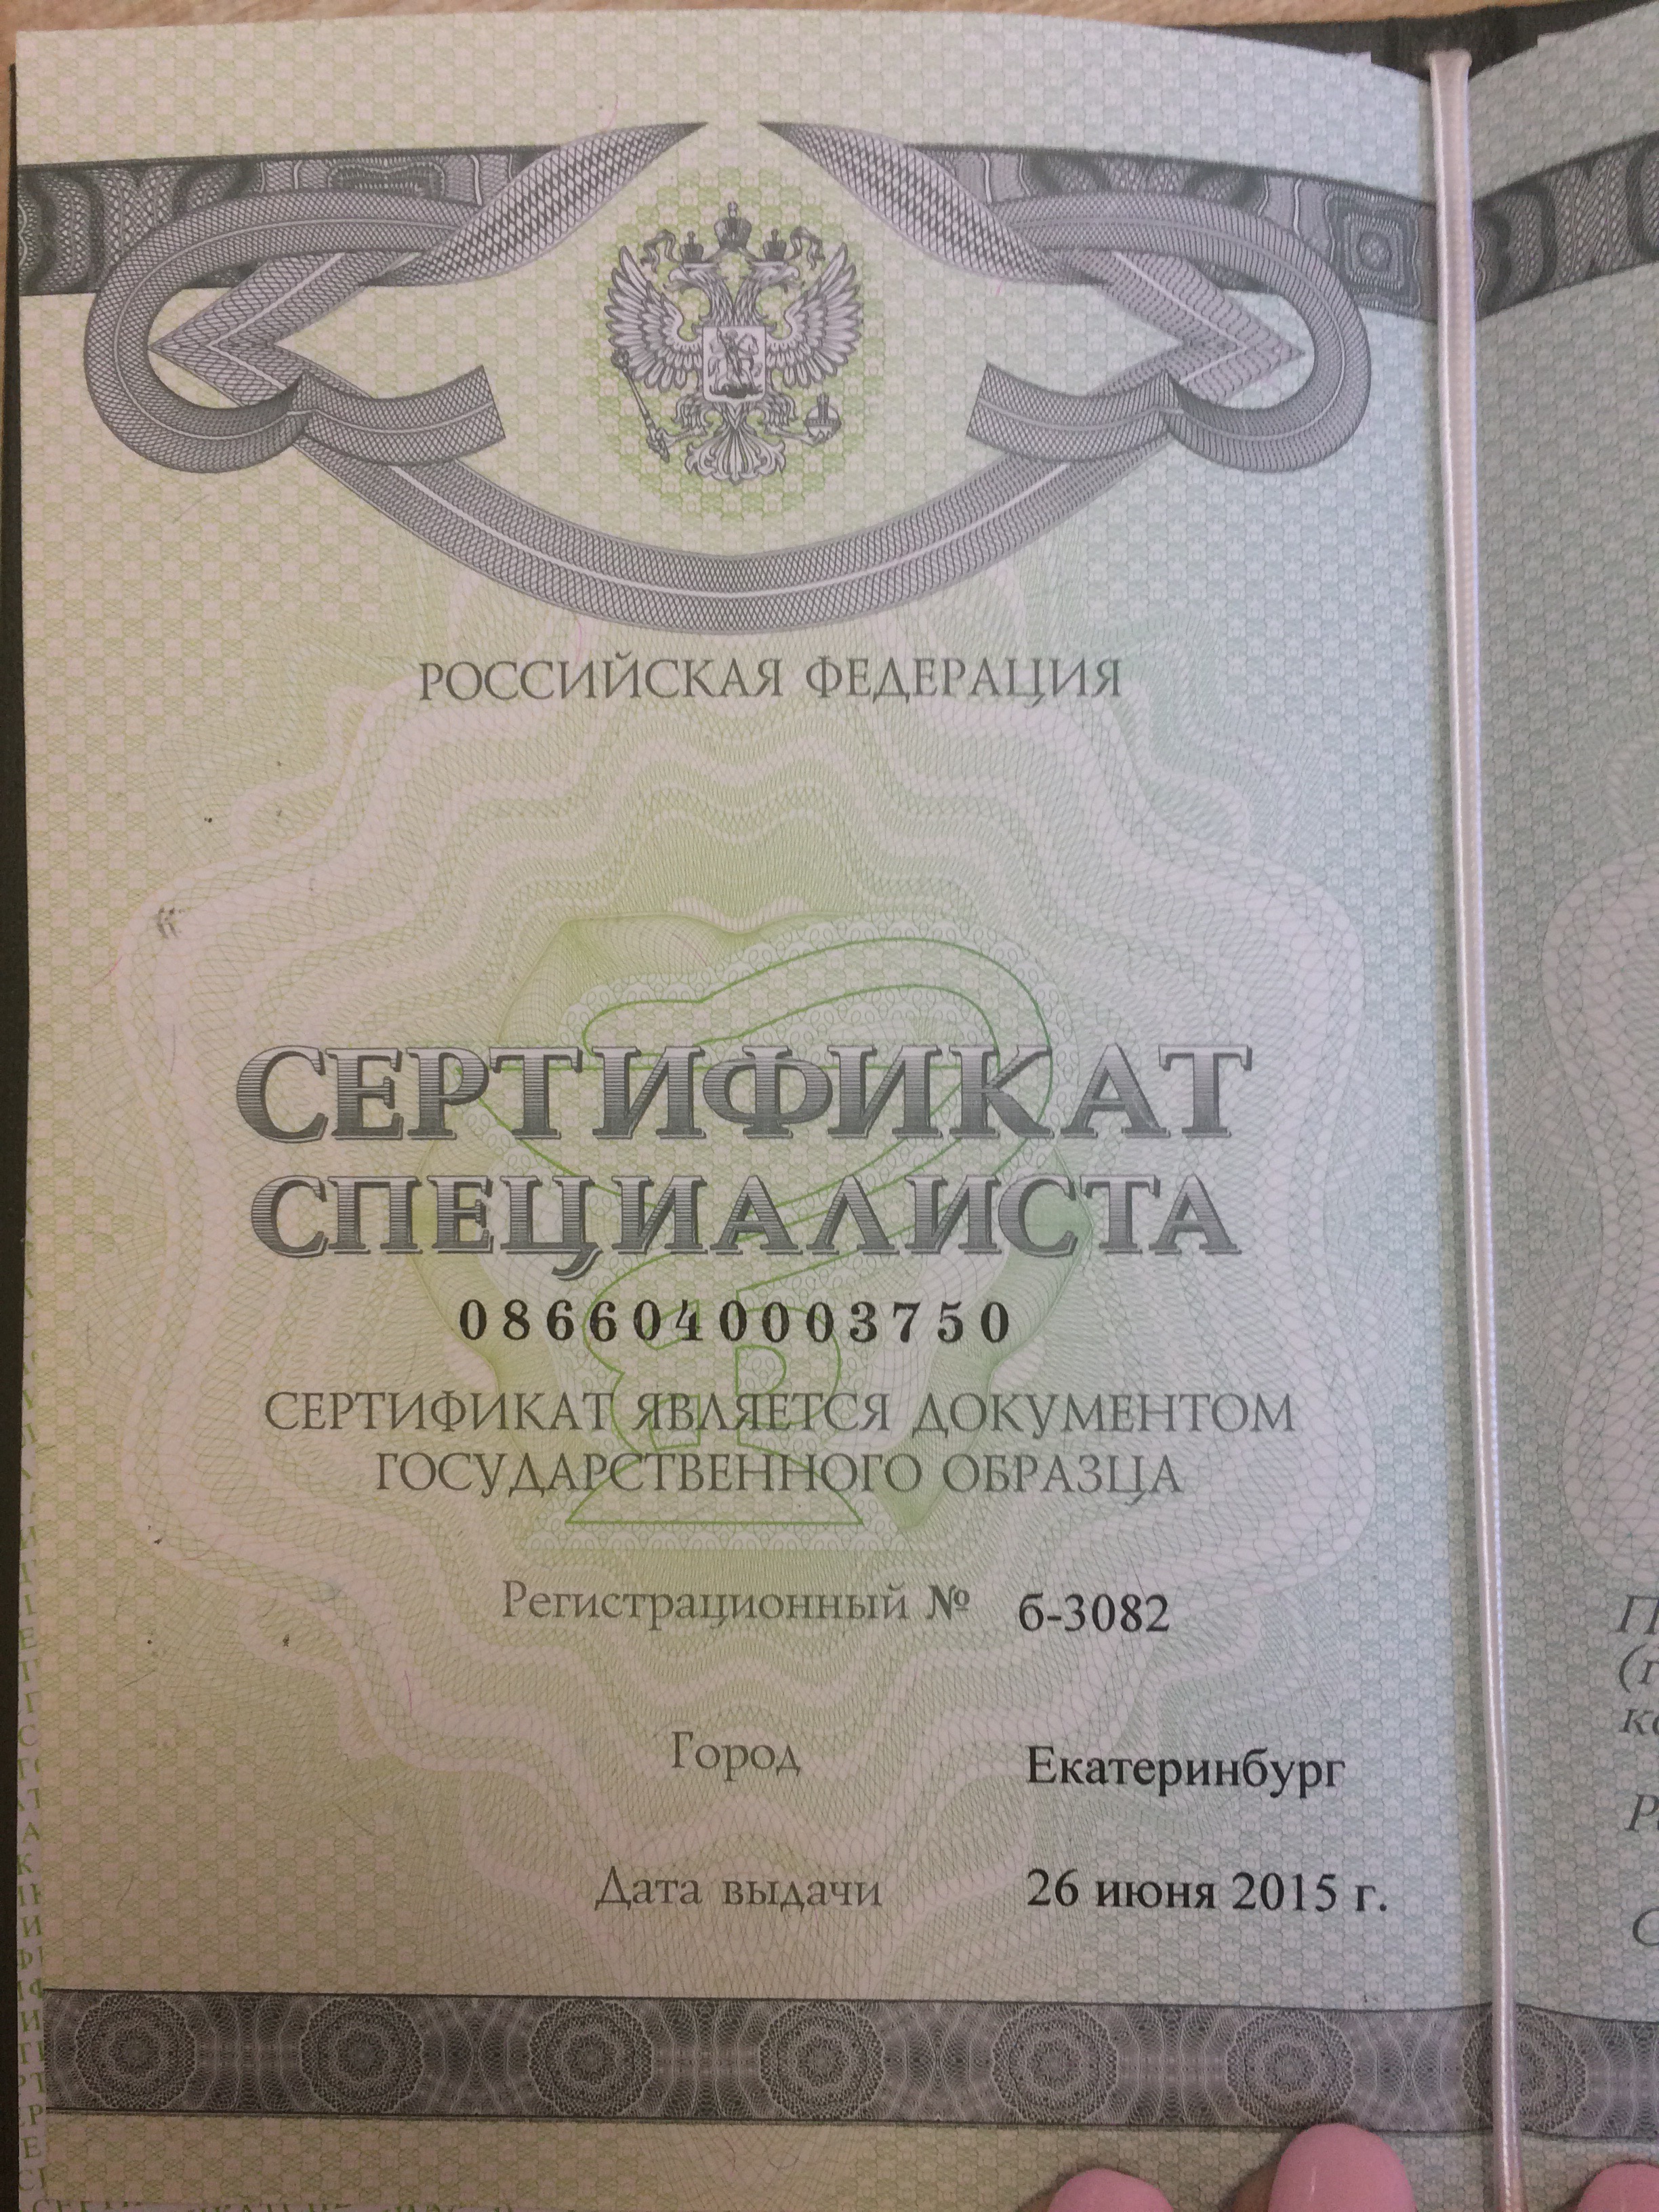 РОССИЙСКАЯ ФЕДЕРАЦИЯ
СЕРТИФИКАТ
СПЕЦИАЛИСТА
0866040003750
СЕРТИФИКАТ ЯВЛЯЕТСЯ ДОКУМЕНТОМ
ГОСУДАРСТВЕННОГО ОБРАЗЦА
Регистрационный № б-3082
Город Екатеринбург
Дата выдачи 26 июня 2015 г.